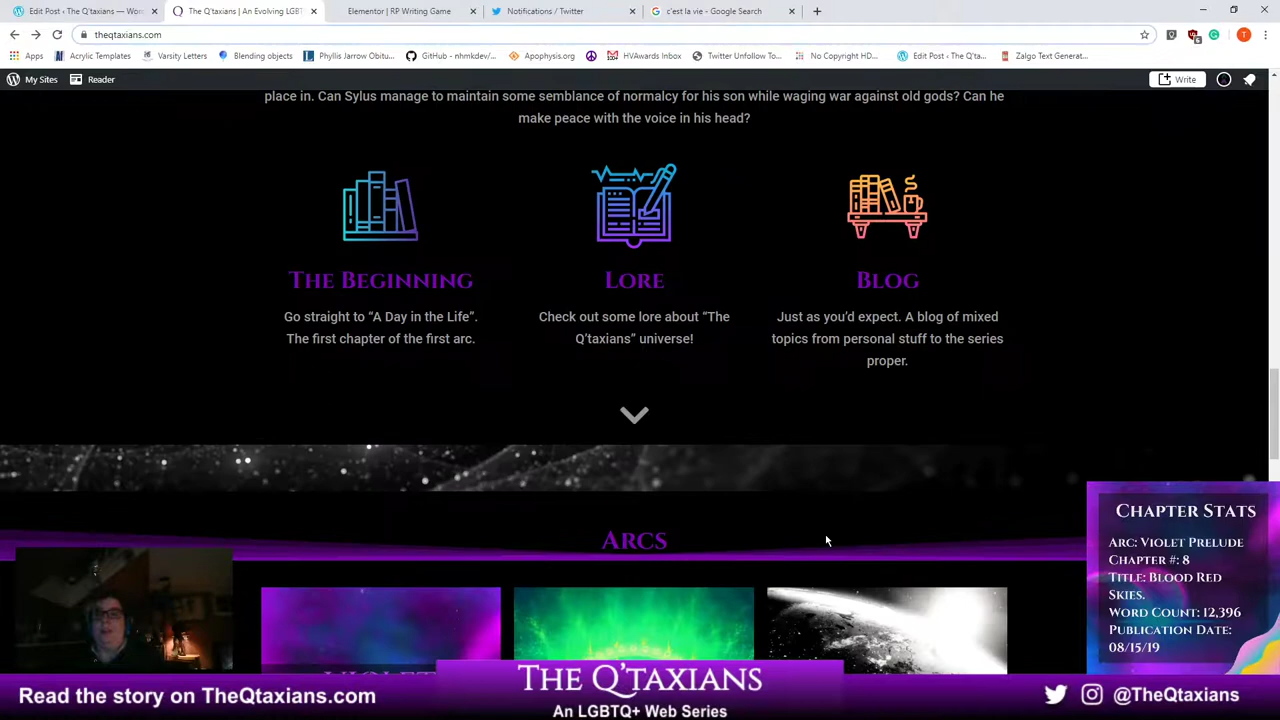 Edit Post ‹ The Q'taxians — Wor
The Q'taxians | An Evolving LGBT
Elementor | RP Writing Game
Notifications / Twitter
c'est la vie - Google Search
theqtaxians.com
Apps
Acrylic Templates
Varsity Letters
Blending objects
Phyllis Jarrow Obitu...
GitHub - nhmkdev/...
Apophysis.org
HVAwards Inbox
Twitter Unfollow To...
No Copyright HD...
Edit Post ‹ The Q'ta...
Zalgo Text Generat...
My Sites
Reader
Write
place in. Can Sylus manage to maintain some semblance of normalcy for his son while waging war against old gods? Can he
make peace with the voice in his head?
The Beginning
Go straight to “A Day in the Life”.
The first chapter of the first arc.
Lore
Check out some lore about “The
Q’taxians” universe!
Blog
Just as you’d expect. A blog of mixed
topics from personal stuff to the series
proper.
Arcs
Violet
Chapter Stats
Arc: Violet Prelude
Chapter #: 8
Title: Blood Red
Skies.
Word Count: 12,396
Publication Date:
08/15/19
Read the story on TheQtaxians.com
The Q'taxians
An LGBTQ+ Web Series
@TheQtaxians